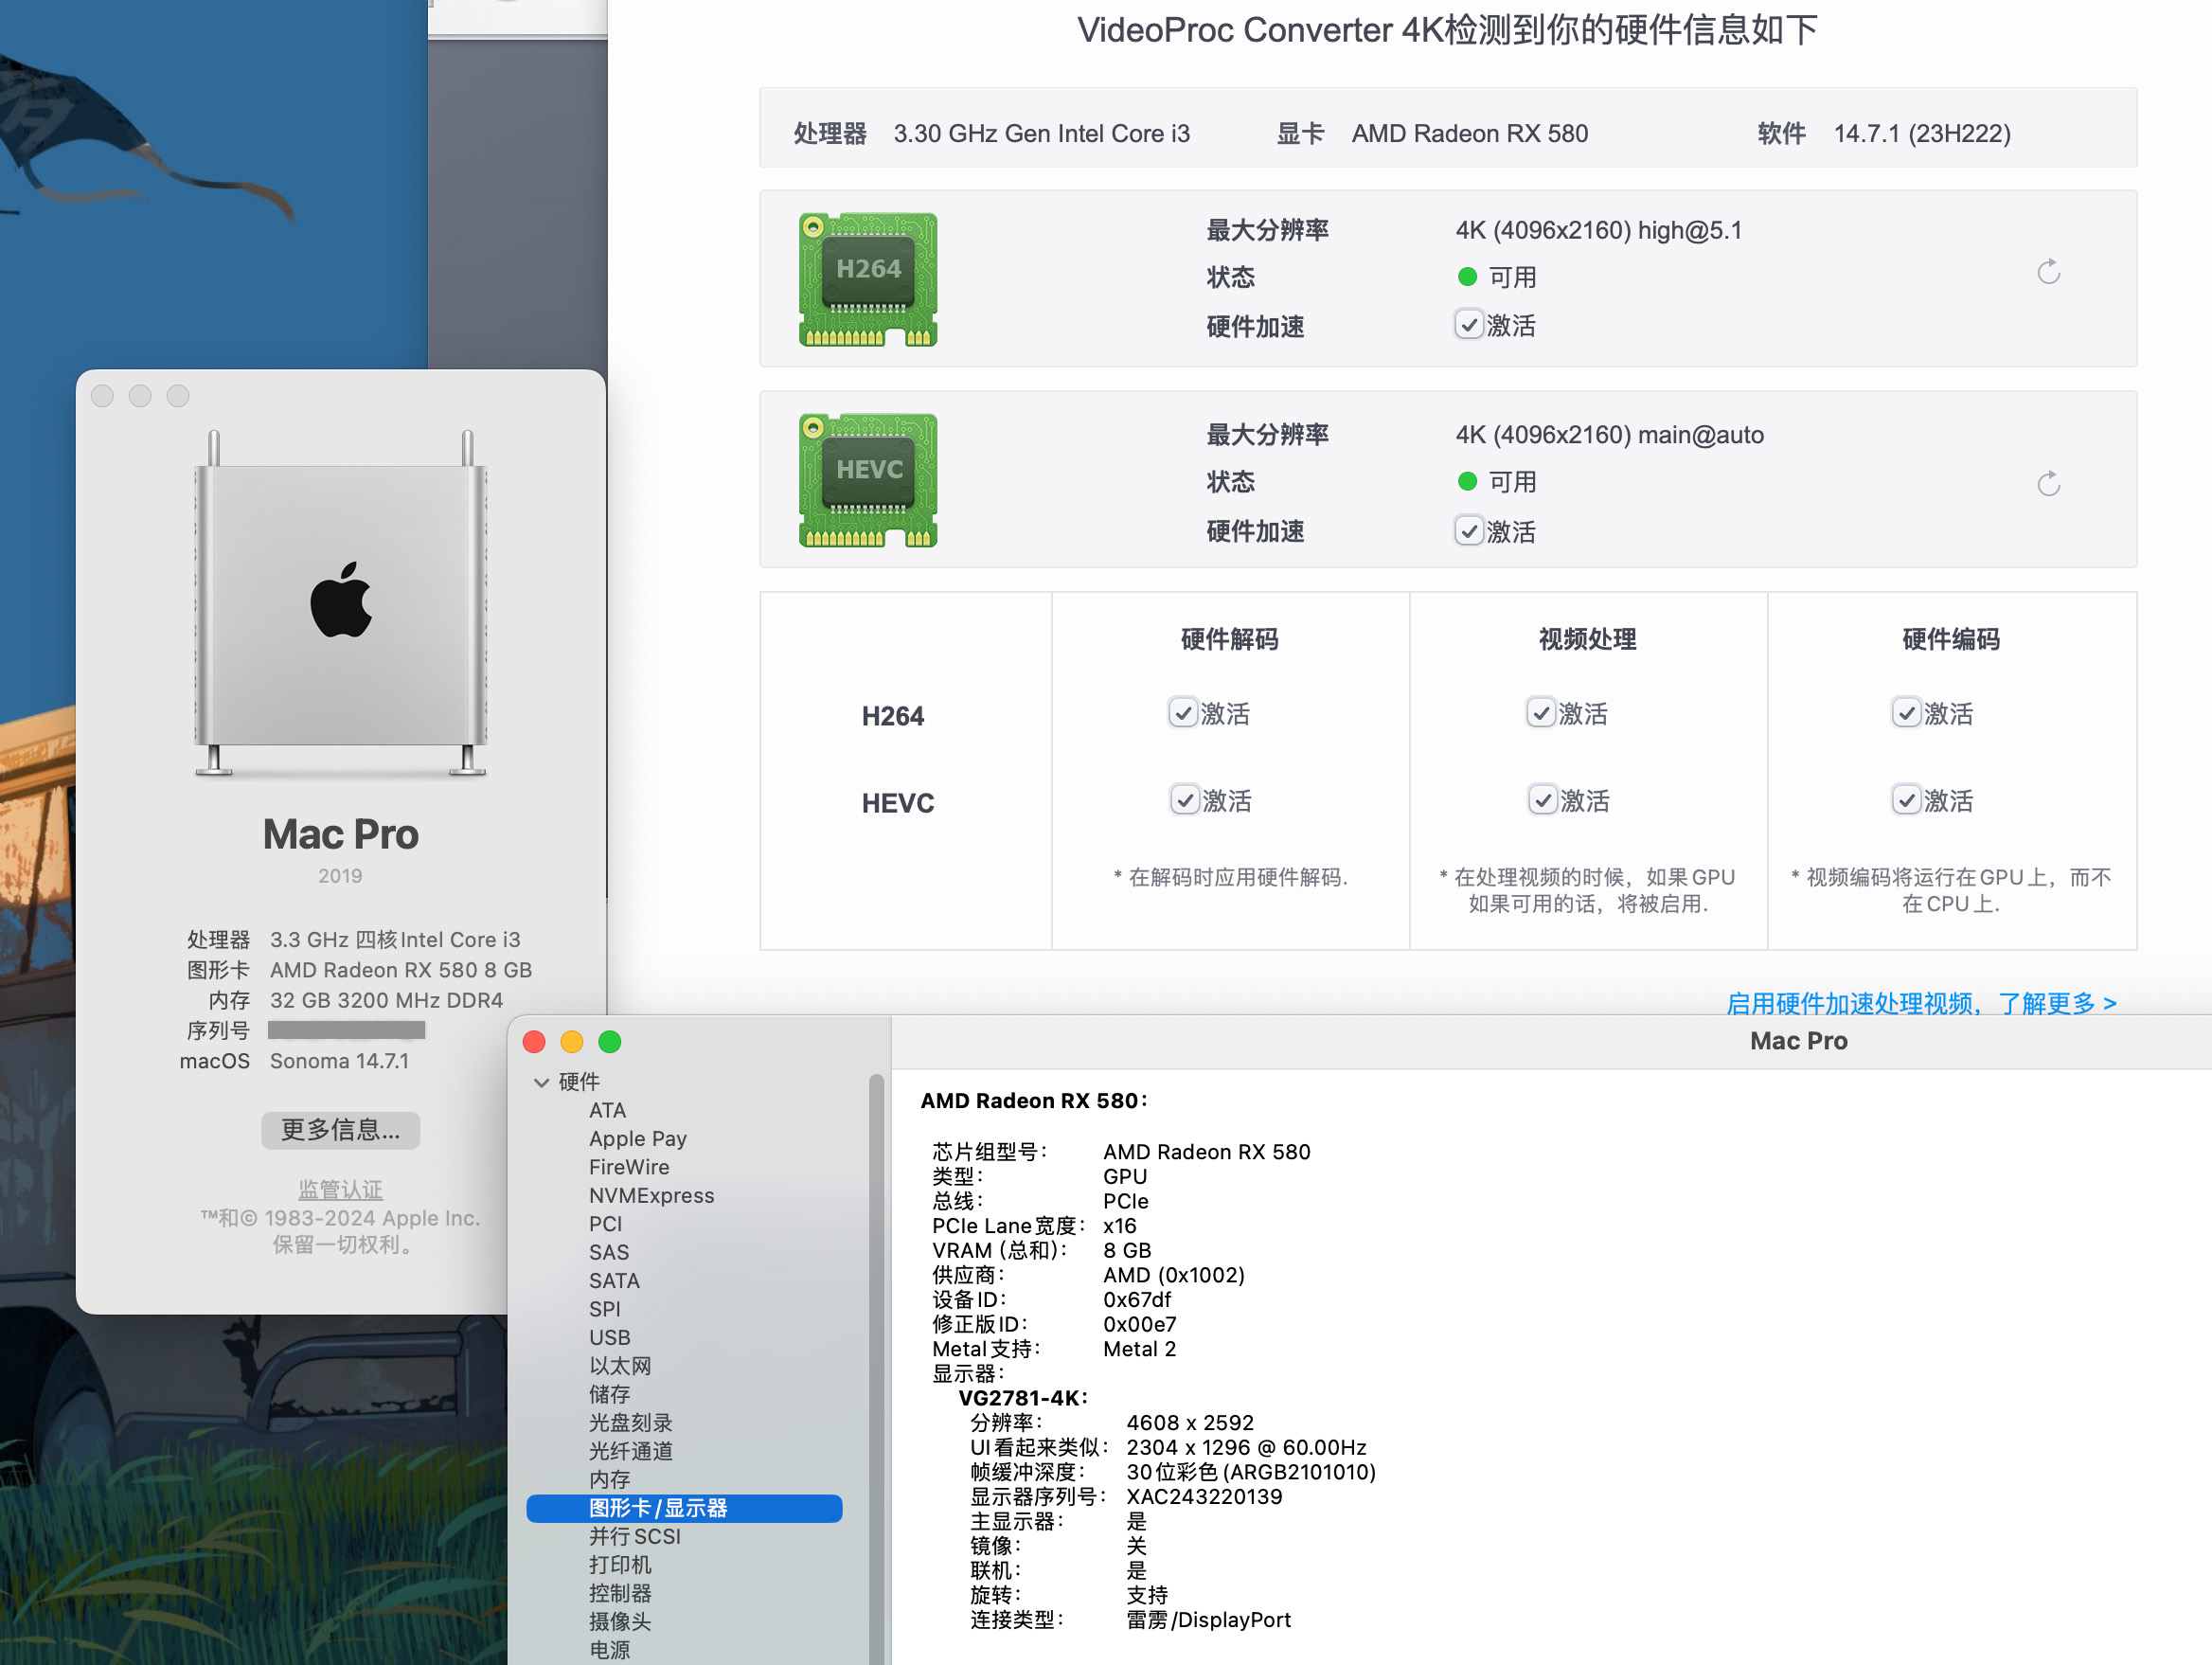 VideoProc Converter 4K检测到你的硬件信息如下
处理器 3.30 GHz Gen Intel Core i3 显卡 AMD Radeon RX 580 软件 14.7.1 (23H222)
H264
最大分辨率 4K (4096x2160) high@5.1
状态 可用
硬件加速 激活
HEVC
最大分辨率 4K (4096x2160) main@auto
状态 可用
硬件加速 激活
硬件解码 视频处理 硬件编码
H264 激活 激活 激活
HEVC 激活 激活 激活
* 在解码时应用硬件解码.
* 在处理视频的时候，如果GPU
如果可用的话，将被启用.
* 视频编码将运行在GPU上，而不
在CPU上.
启用硬件加速处理视频，了解更多 >
Mac Pro
2019
处理器 3.3 GHz 四核Intel Core i3
图形卡 AMD Radeon RX 580 8 GB
内存 32 GB 3200 MHz DDR4
序列号
macOS Sonoma 14.7.1
更多信息...
监管认证
™和© 1983-2024 Apple Inc.
保留一切权利。
Mac Pro
硬件
ATA
Apple Pay
FireWire
NVMExpress
PCI
SAS
SATA
SPI
USB
以太网
储存
光盘刻录
光纤通道
内存
图形卡/显示器
并行SCSI
打印机
控制器
摄像头
电源
AMD Radeon RX 580：
芯片组型号： AMD Radeon RX 580
类型： GPU
总线： PCIe
PCIe Lane宽度： x16
VRAM（总和）： 8 GB
供应商： AMD (0x1002)
设备ID： 0x67df
修正版ID： 0x00e7
Metal支持： Metal 2
显示器：
VG2781-4K：
分辨率： 4608 x 2592
UI看起来类似： 2304 x 1296 @ 60.00Hz
帧缓冲深度： 30位彩色(ARGB2101010)
显示器序列号： XAC243220139
主显示器： 是
镜像： 关
联机： 是
旋转： 支持
连接类型： 雷雳/DisplayPort